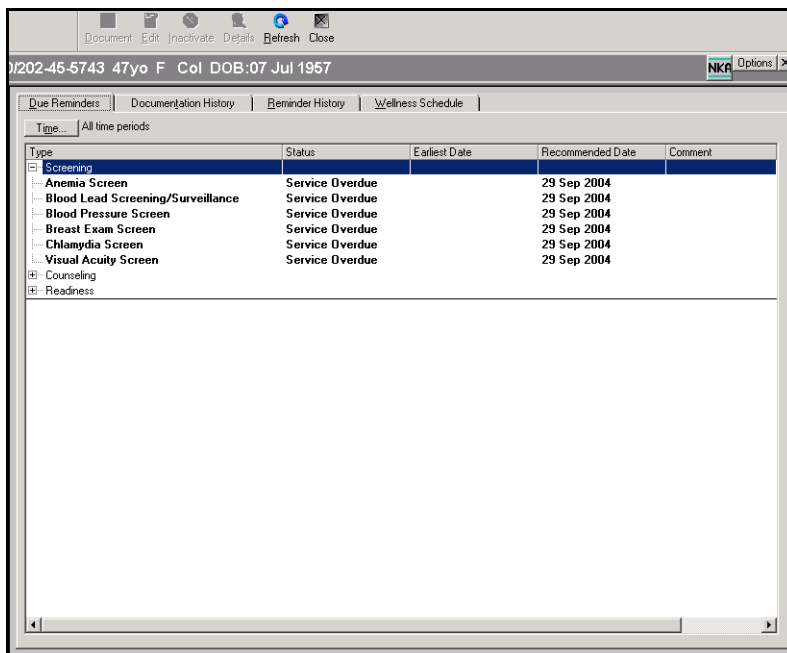 Document Edit Inactivate Details Refresh Close
0/202-45-5743 47yo F Col DOB:07 Jul 1957 NKA Options
Due Reminders Documentation History Reminder History Wellness Schedule
Time... All time periods
Type Status Earliest Date Recommended Date Comment
Screening
Anemia Screen Service Overdue 29 Sep 2004
Blood Lead Screening/Surveillance Service Overdue 29 Sep 2004
Blood Pressure Screen Service Overdue 29 Sep 2004
Breast Exam Screen Service Overdue 29 Sep 2004
Chlamydia Screen Service Overdue 29 Sep 2004
Visual Acuity Screen Service Overdue 29 Sep 2004
Counseling
Readiness